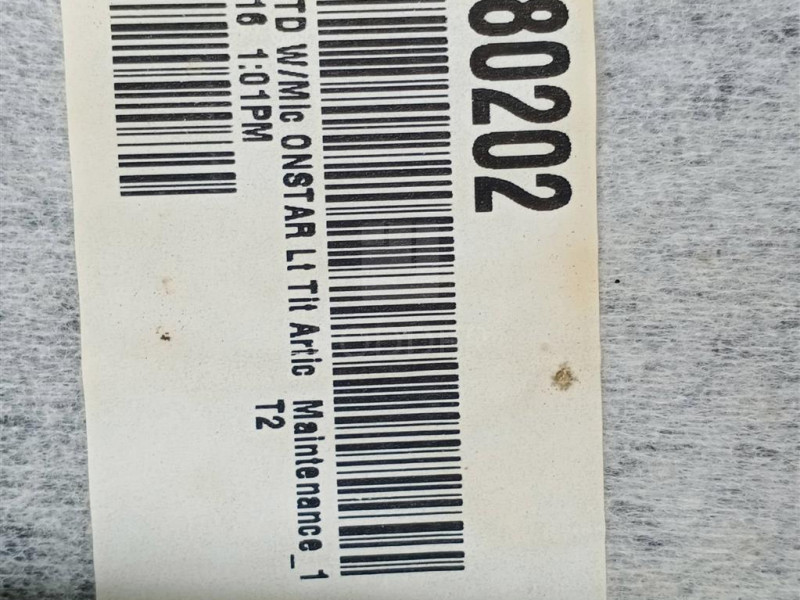 80202
TD W/Mic ONSTAR Lt Tit Artic Maintenance_1
16 1:01PM T2